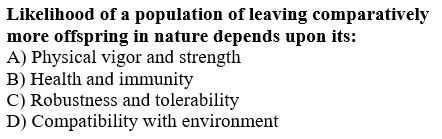 Likelihood of a population of leaving comparatively
more offspring in nature depends upon its:
A) Physical vigor and strength
B) Health and immunity
C) Robustness and tolerability
D) Compatibility with environment